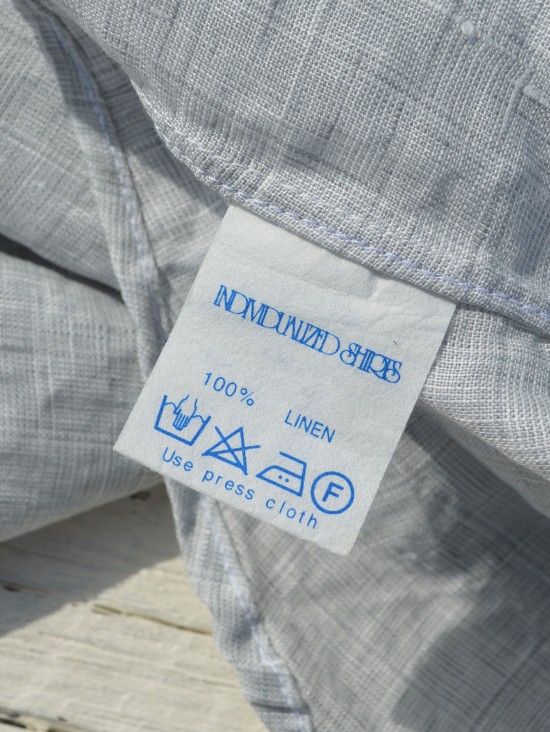 INDIVIDUALIZED SHIRTS
100% LINEN
F
Use press cloth